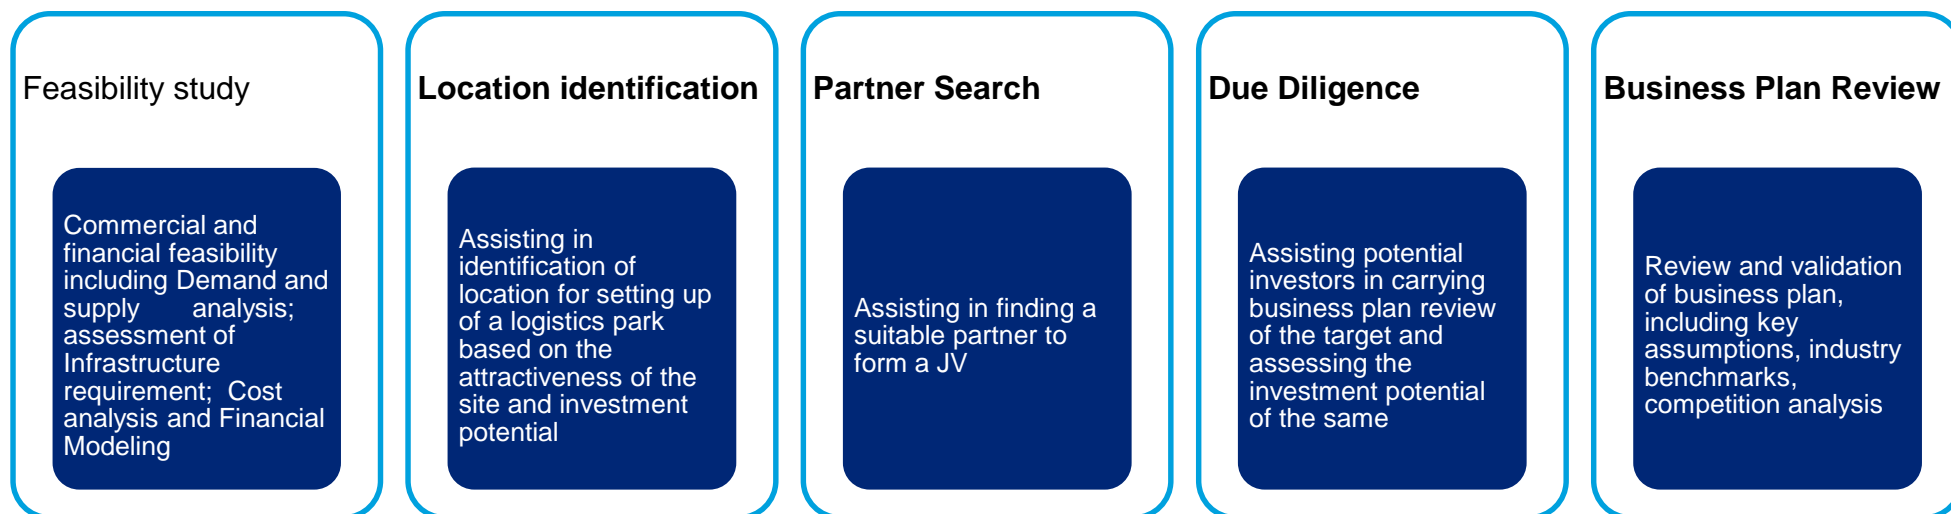 Feasibility study
Commercial and
financial feasibility
including Demand and
supply analysis;
assessment of
Infrastructure
requirement; Cost
analysis and Financial
Modeling
Location identification
Assisting in
identification of
location for setting up
of a logistics park
based on the
attractiveness of the
site and investment
potential
Partner Search
Assisting in finding a
suitable partner to
form a JV
Due Diligence
Assisting potential
investors in carrying
business plan review
of the target and
assessing the
investment potential
of the same
Business Plan Review
Review and validation
of business plan,
including key
assumptions, industry
benchmarks,
competition analysis